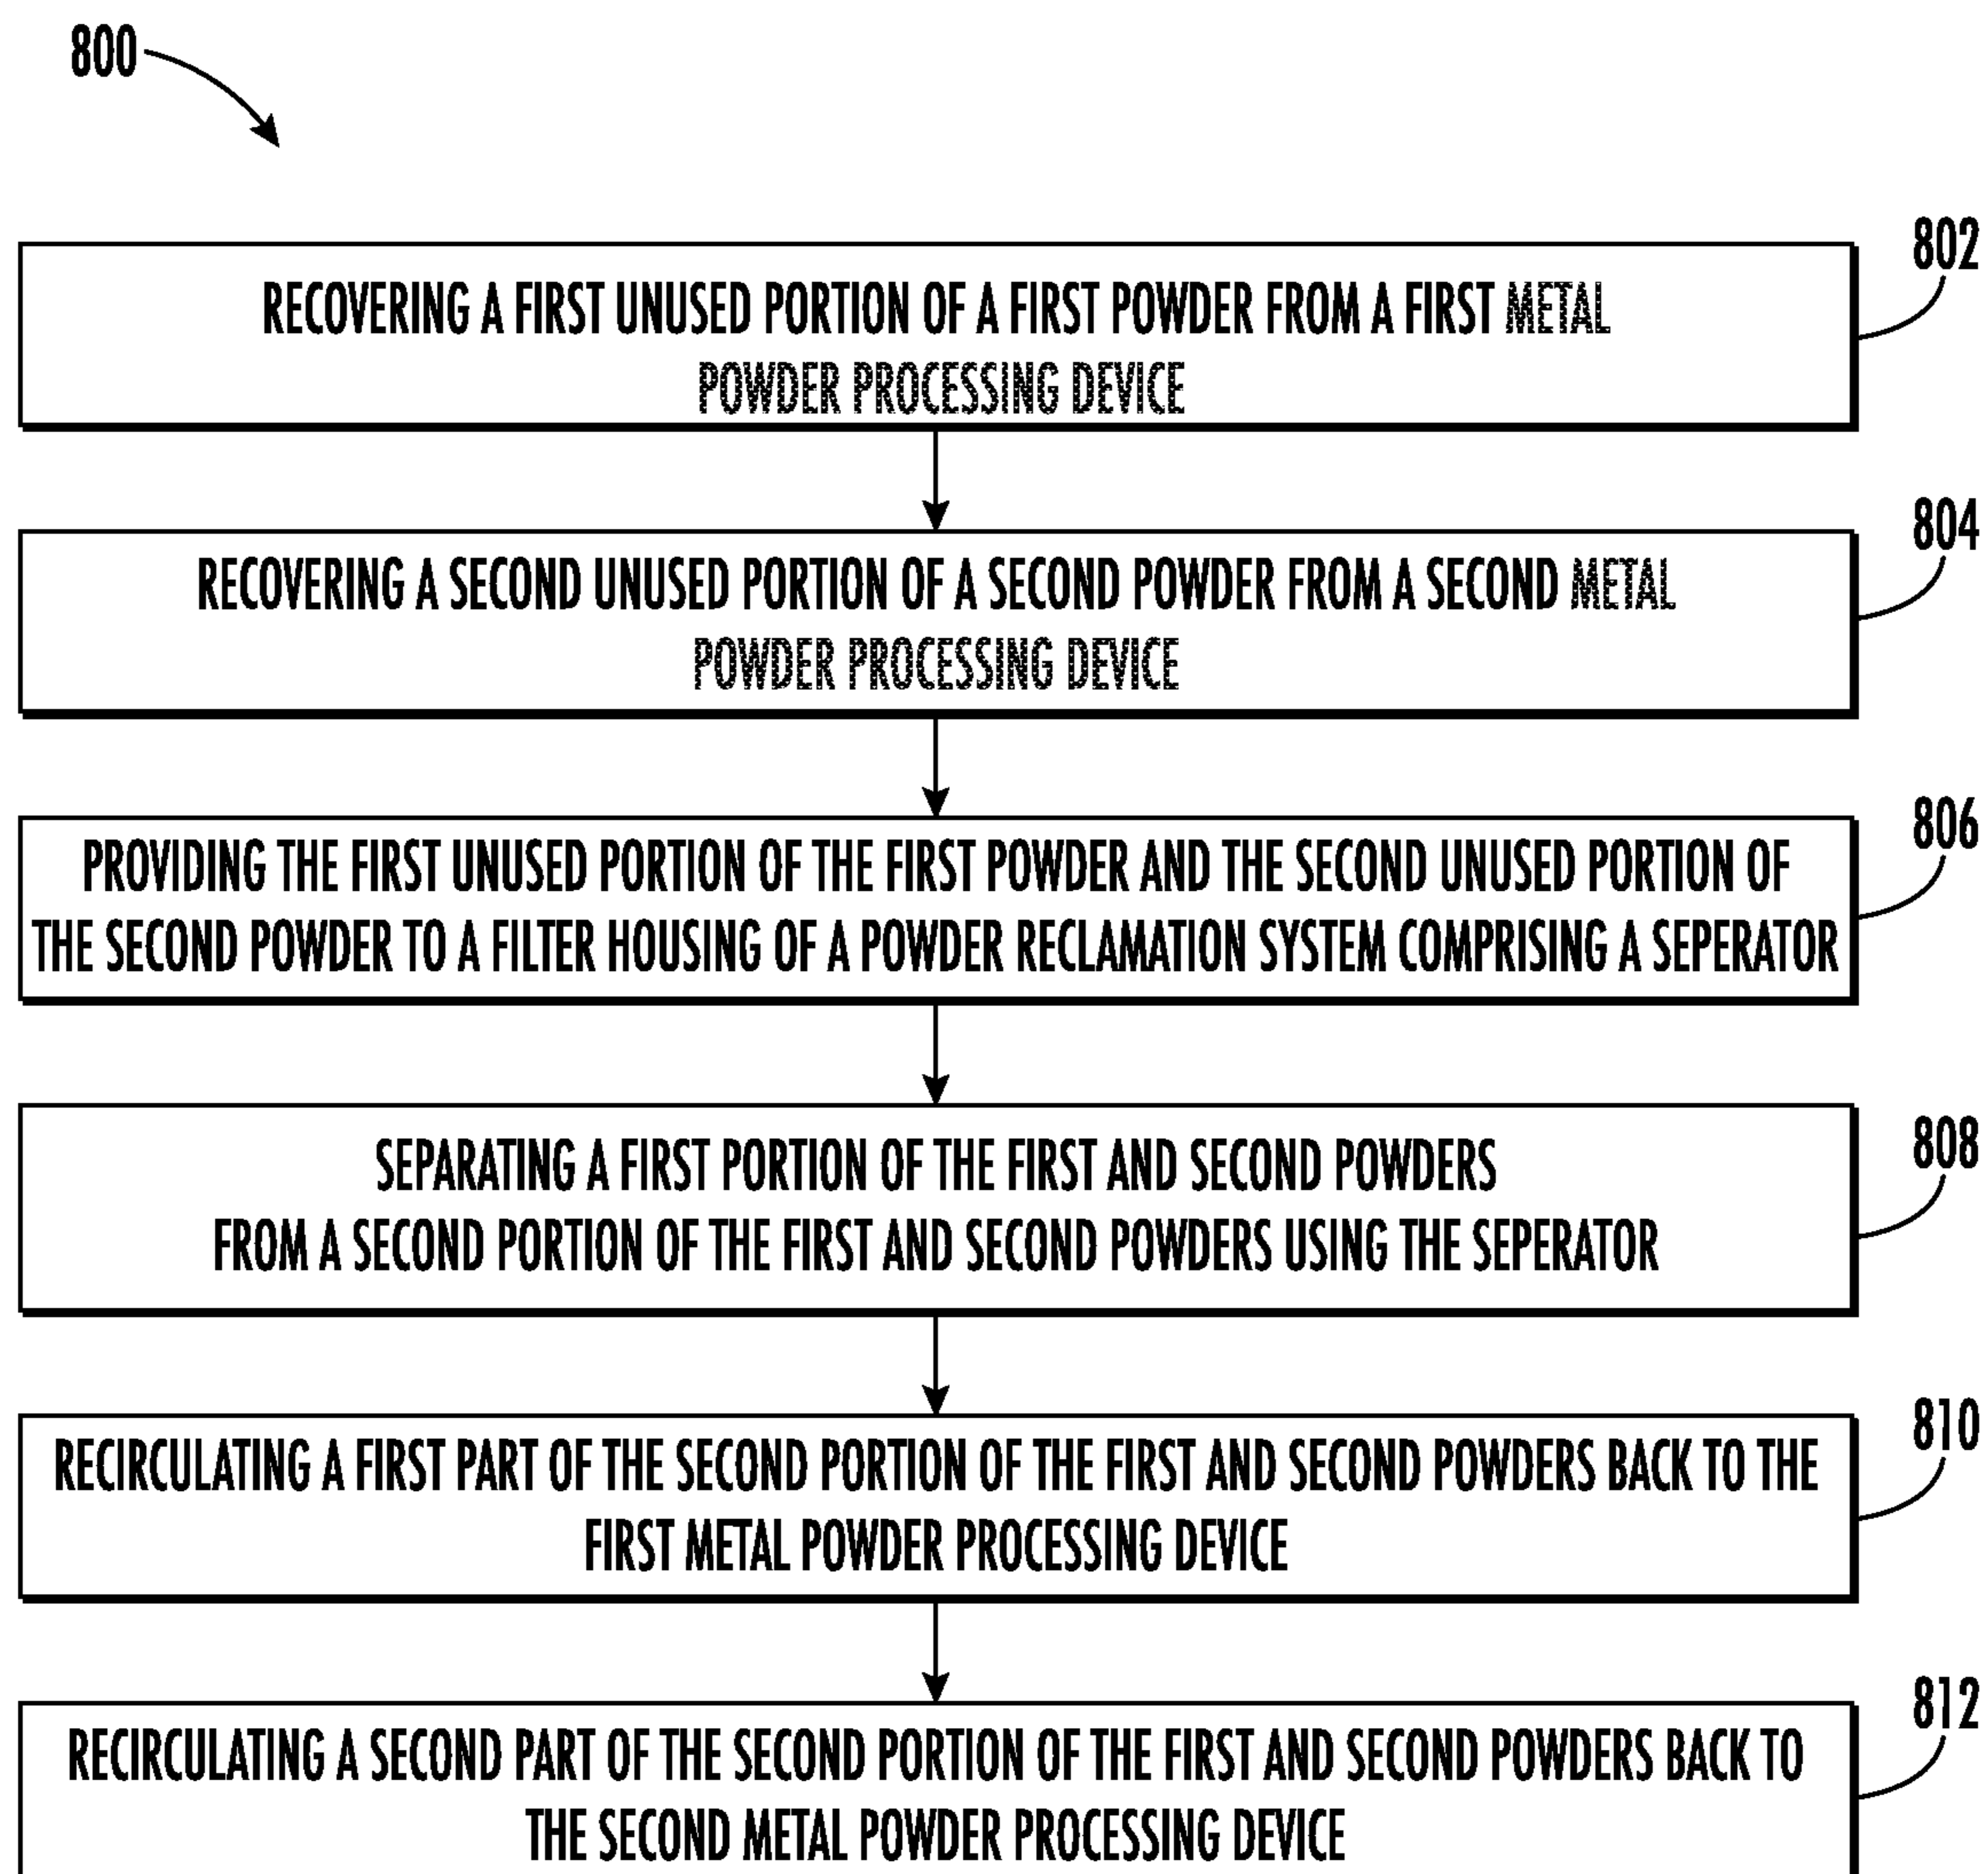 800
802
RECOVERING A FIRST UNUSED PORTION OF A FIRST POWDER FROM A FIRST METAL
POWDER PROCESSING DEVICE
804
RECOVERING A SECOND UNUSED PORTION OF A SECOND POWDER FROM A SECOND METAL
POWDER PROCESSING DEVICE
806
PROVIDING THE FIRST UNUSED PORTION OF THE FIRST POWDER AND THE SECOND UNUSED PORTION OF
THE SECOND POWDER TO A FILTER HOUSING OF A POWDER RECLAMATION SYSTEM COMPRISING A SEPERATOR
808
SEPARATING A FIRST PORTION OF THE FIRST AND SECOND POWDERS
FROM A SECOND PORTION OF THE FIRST AND SECOND POWDERS USING THE SEPERATOR
810
RECIRCULATING A FIRST PART OF THE SECOND PORTION OF THE FIRST AND SECOND POWDERS BACK TO THE
FIRST METAL POWDER PROCESSING DEVICE
812
RECIRCULATING A SECOND PART OF THE SECOND PORTION OF THE FIRST AND SECOND POWDERS BACK TO
THE SECOND METAL POWDER PROCESSING DEVICE